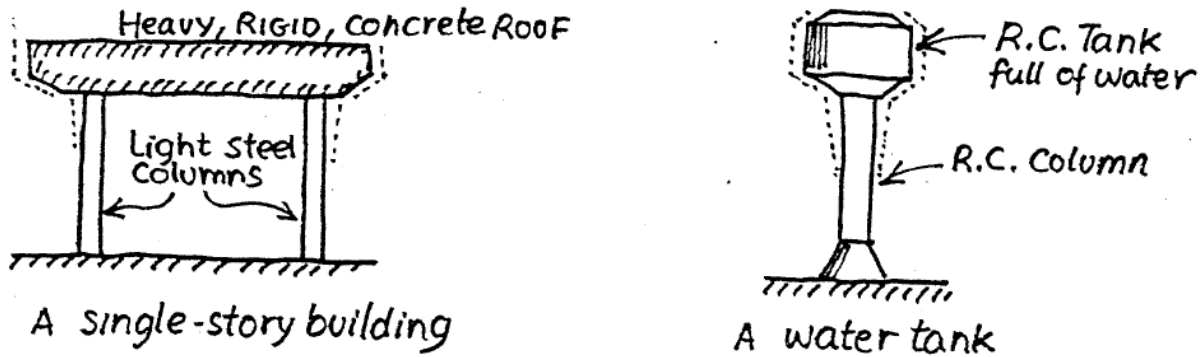 HEAVY, RIGID, CONCRETE ROOF
Light steel
columns
A single-story building
R.C. Tank
full of water
R.C. Column
A water tank